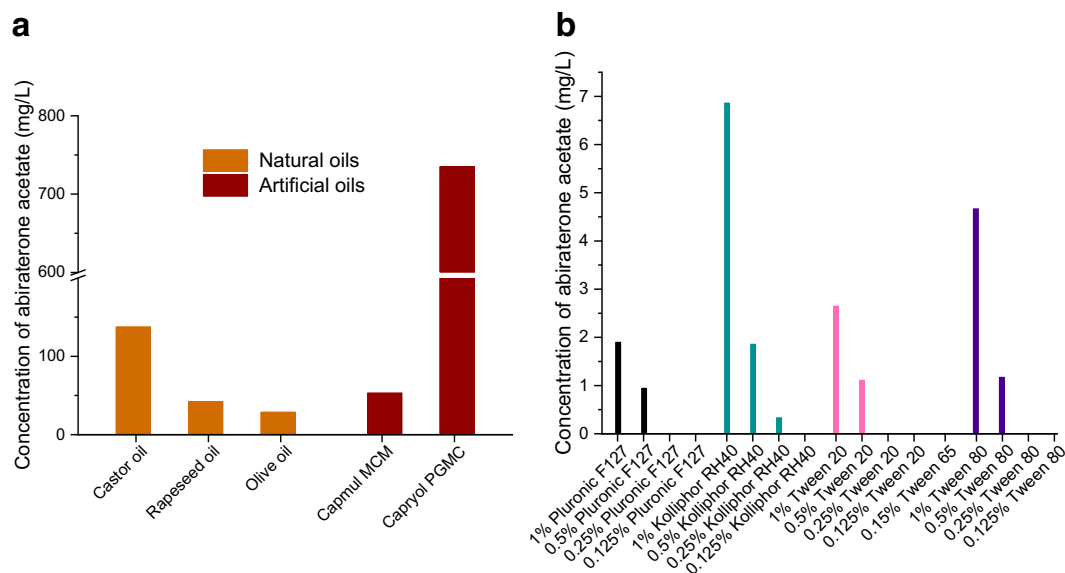 a
Concentration of abiraterone acetate (mg/L)
800
700
600
100
0
Natural oils
Artificial oils
Castor oil
Rapeseed oil
Olive oil
Capmul MCM
Capryol PGMC
b
Concentration of abiraterone acetate (mg/L)
7
6
5
4
3
2
1
0
1% Pluronic F127
0.5% Pluronic F127
0.25% Pluronic F127
0.125% Pluronic F127
1% Kolliphor RH40
0.5% Kolliphor RH40
0.25% Kolliphor RH40
0.125% Kolliphor RH40
1% Tween 20
0.5% Tween 20
0.25% Tween 20
0.125% Tween 20
0.15% Tween 65
1% Tween 80
0.5% Tween 80
0.25% Tween 80
0.125% Tween 80